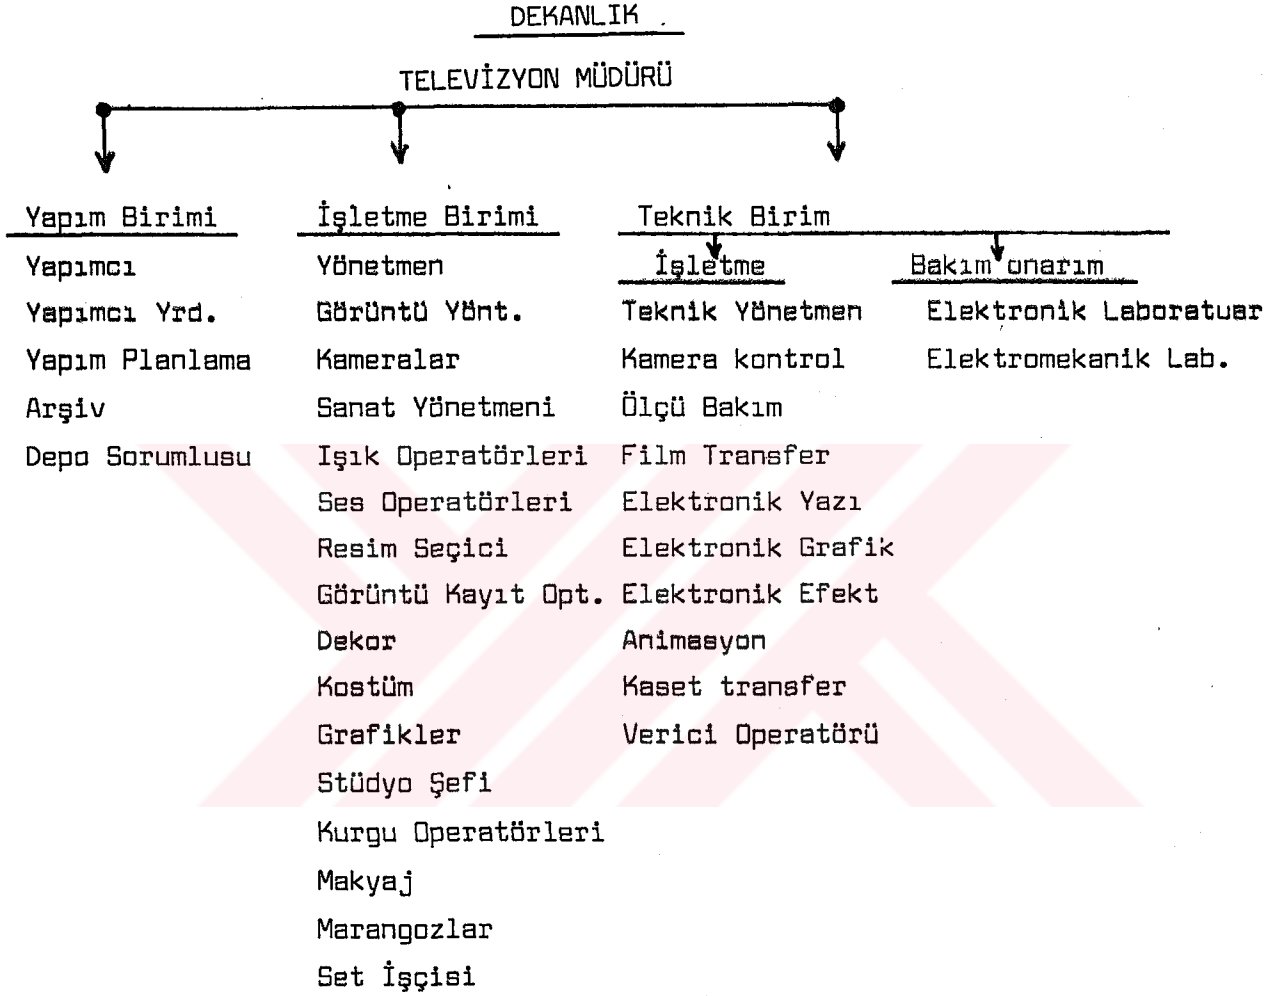 DEKANLIK
TELEVİZYON MÜDÜRÜ
Yapım Birimi
Yapımcı
Yapımcı Yrd.
Yapım Planlama
Arşiv
Depo Sorumlusu
İşletme Birimi
Yönetmen
Görüntü Yönt.
Kameralar
Sanat Yönetmeni
Işık Operatörleri
Ses Operatörleri
Resim Seçici
Görüntü Kayıt Opt.
Dekor
Kostüm
Grafikler
Stüdyo Şefi
Kurgu Operatörleri
Makyaj
Marangozlar
Set İşçisi
Teknik Birim
İşletme
Teknik Yönetmen
Kamera kontrol
Ölçü Bakım
Film Transfer
Elektronik Yazı
Elektronik Grafik
Elektronik Efekt
Animasyon
Kaset transfer
Verici Operatörü
Bakım onarım
Elektronik Laboratuar
Elektromekanik Lab.